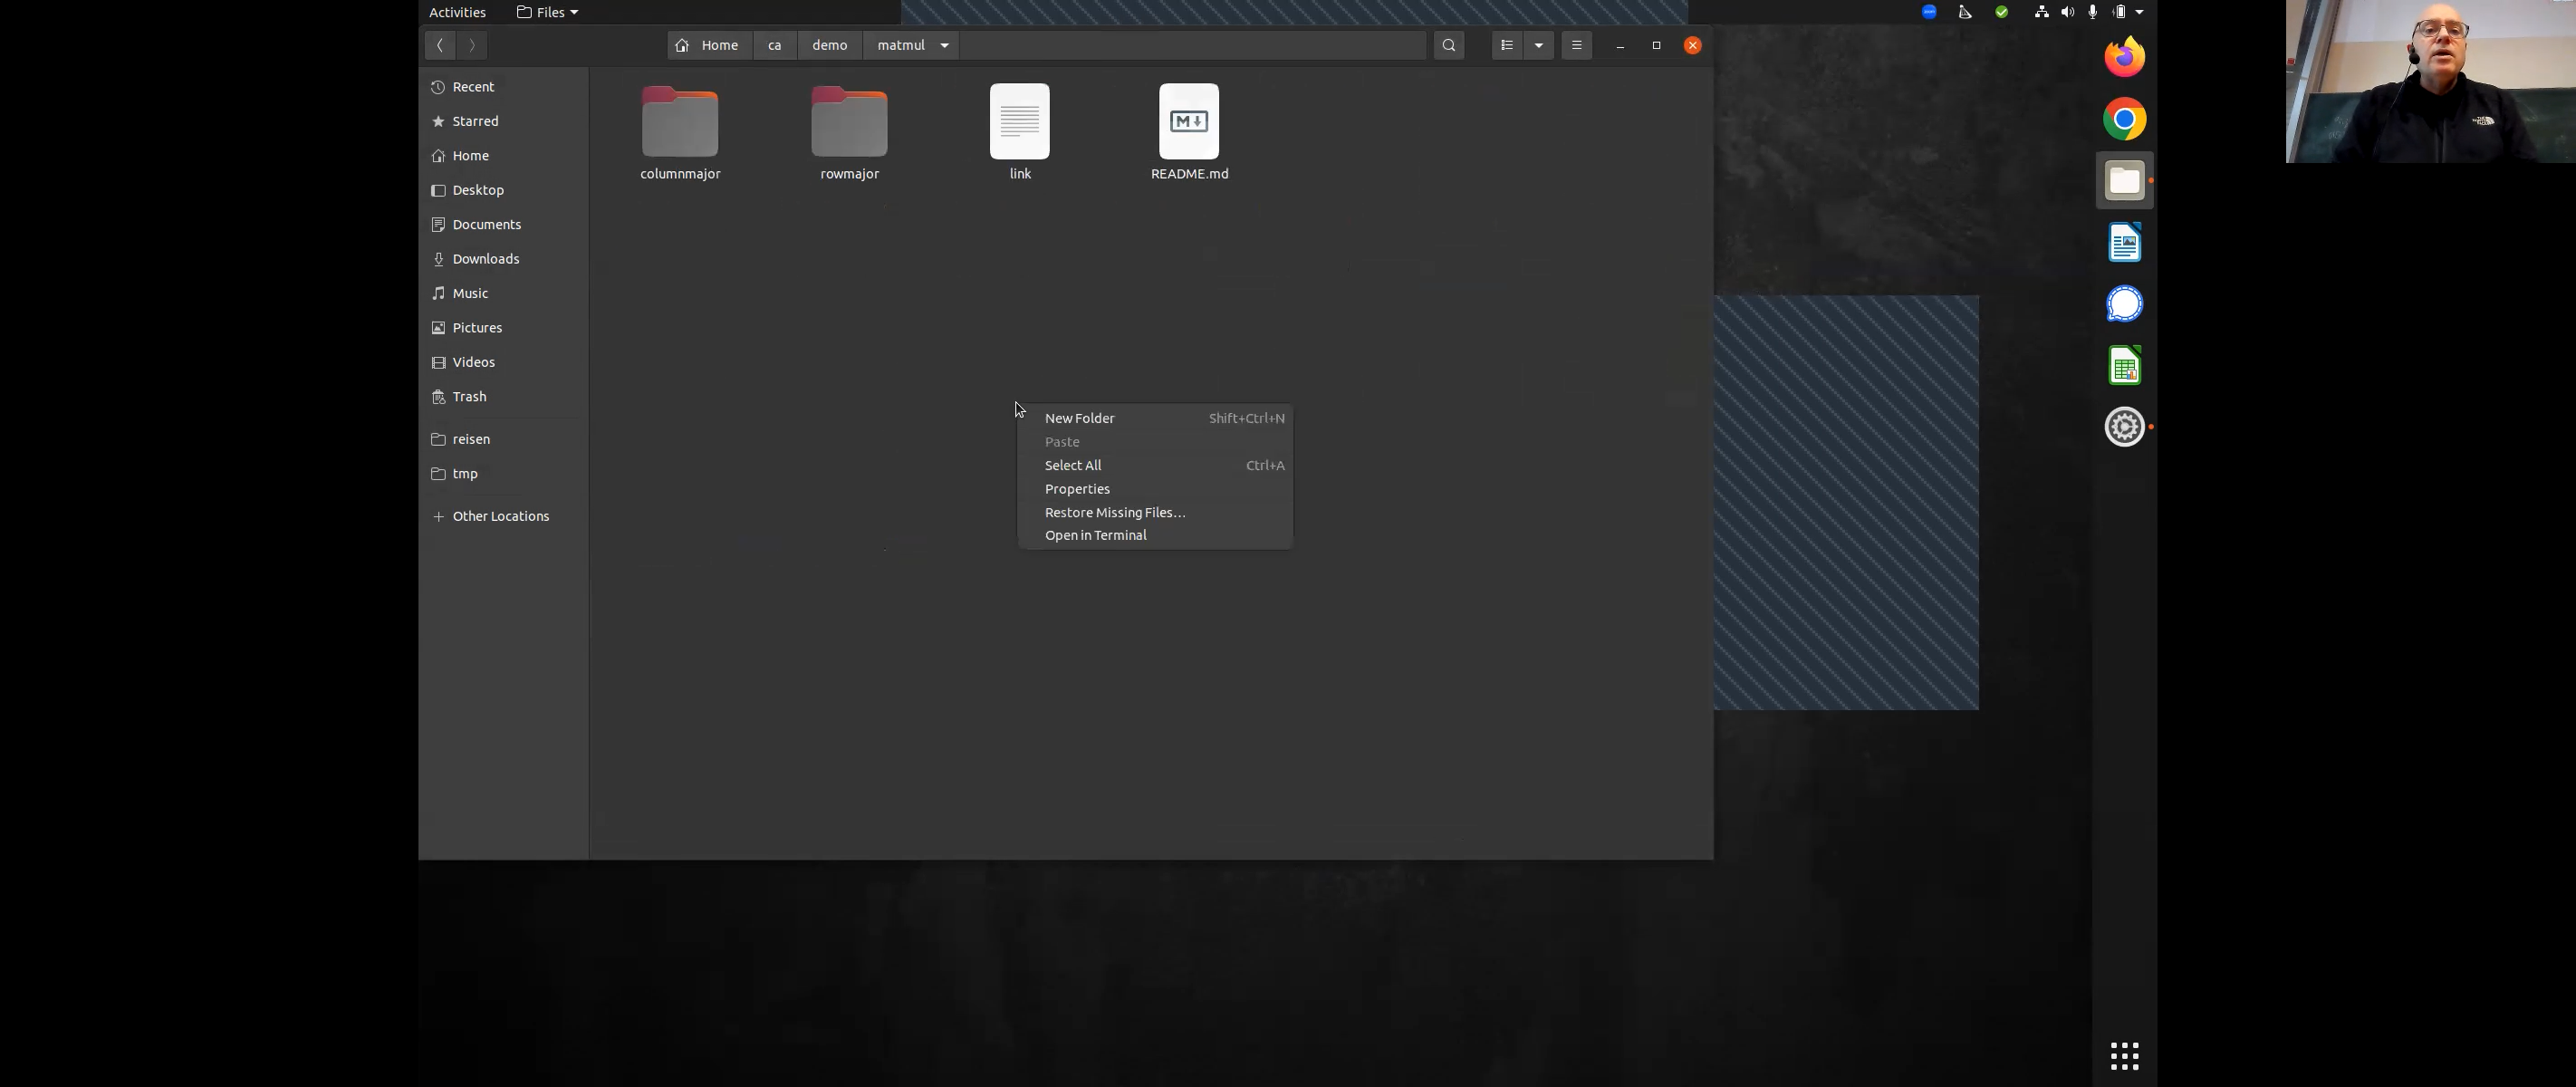 Activities
Files
Home
ca
demo
matmul
Recent
Starred
Home
Desktop
Documents
Downloads
Music
Pictures
Videos
Trash
reisen
tmp
Other Locations
columnmajor
rowmajor
link
M
README.md
New Folder Shift+Ctrl+N
Paste
Select All Ctrl+A
Properties
Restore Missing Files…
Open in Terminal